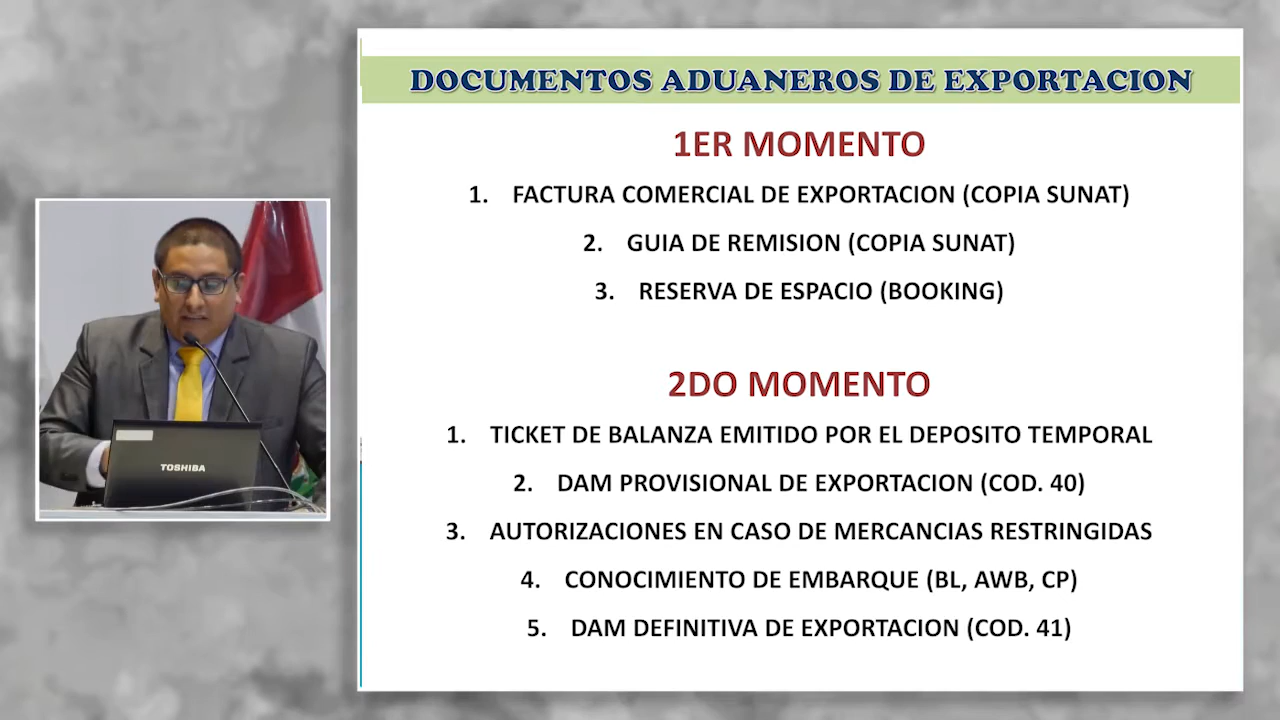 DOCUMENTOS ADUANEROS DE EXPORTACION
1ER MOMENTO
1. FACTURA COMERCIAL DE EXPORTACION (COPIA SUNAT)
2. GUIA DE REMISION (COPIA SUNAT)
3. RESERVA DE ESPACIO (BOOKING)
2DO MOMENTO
1. TICKET DE BALANZA EMITIDO POR EL DEPOSITO TEMPORAL
2. DAM PROVISIONAL DE EXPORTACION (COD. 40)
3. AUTORIZACIONES EN CASO DE MERCANCIAS RESTRINGIDAS
4. CONOCIMIENTO DE EMBARQUE (BL, AWB, CP)
5. DAM DEFINITIVA DE EXPORTACION (COD. 41)
TOSHIBA